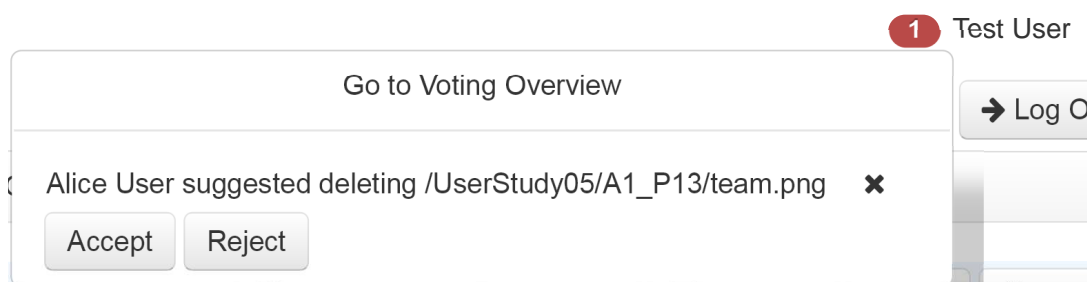 1 Test User
Go to Voting Overview
Log
Alice User suggested deleting /UserStudy05/A1_P13/team.png
Accept Reject